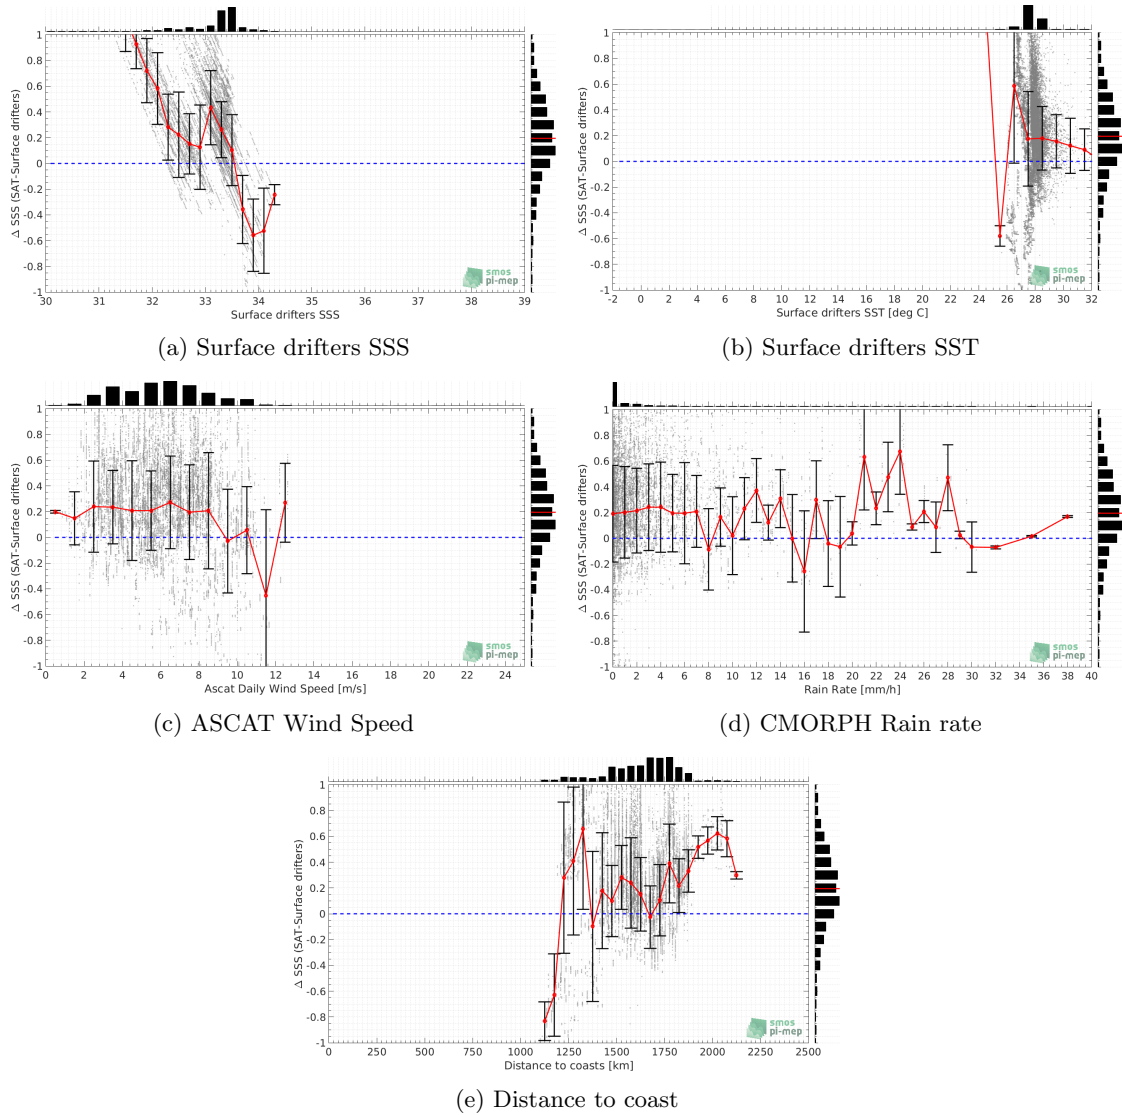 Δ SSS (SAT-Surface drifters)
1
0.8
0.6
0.4
0.2
0
-0.2
-0.4
-0.6
-0.8
-1
30 31 32 33 34 35 36 37 38 39
Surface drifters SSS
smos
pi-mep
(a) Surface drifters SSS
Δ SSS (SAT-Surface drifters)
1
0.8
0.6
0.4
0.2
0
-0.2
-0.4
-0.6
-0.8
-1
-2 0 2 4 6 8 10 12 14 16 18 20 22 24 26 28 30 32
Surface drifters SST [deg C]
smos
pi-mep
(b) Surface drifters SST
Δ SSS (SAT-Surface drifters)
1
0.8
0.6
0.4
0.2
0
-0.2
-0.4
-0.6
-0.8
-1
0 2 4 6 8 10 12 14 16 18 20 22 24
Ascat Daily Wind Speed [m/s]
smos
pi-mep
(c) ASCAT Wind Speed
Δ SSS (SAT-Surface drifters)
1
0.8
0.6
0.4
0.2
0
-0.2
-0.4
-0.6
-0.8
-1
0 2 4 6 8 10 12 14 16 18 20 22 24 26 28 30 32 34 36 38 40
Rain Rate [mm/h]
smos
pi-mep
(d) CMORPH Rain rate
Δ SSS (SAT-Surface drifters)
1
0.8
0.6
0.4
0.2
0
-0.2
-0.4
-0.6
-0.8
-1
0 250 500 750 1000 1250 1500 1750 2000 2250 2500
Distance to coasts [km]
smos
pi-mep
(e) Distance to coast